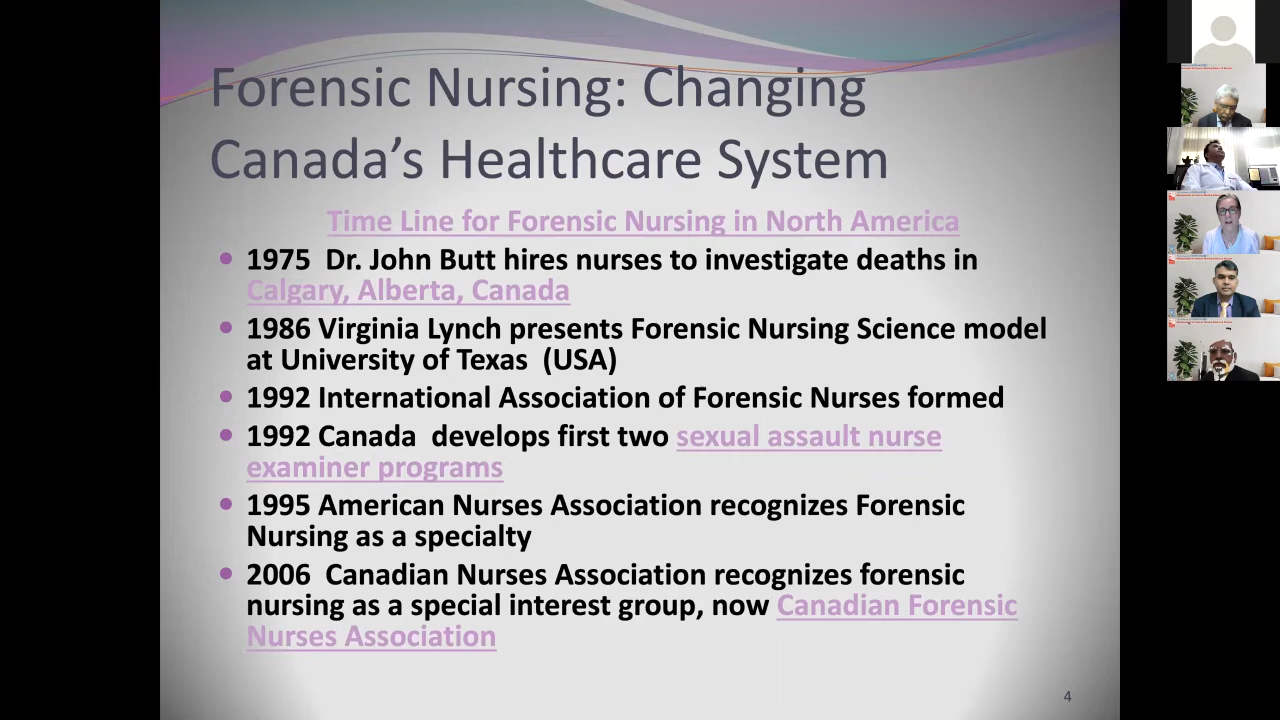 Forensic Nursing: Changing
Canada's Healthcare System
Time Line for Forensic Nursing in North America
1975 Dr. John Butt hires nurses to investigate deaths in
Calgary, Alberta, Canada
1986 Virginia Lynch presents Forensic Nursing Science model
at University of Texas (USA)
1992 International Association of Forensic Nurses formed
1992 Canada develops first two sexual assault nurse
examiner programs
1995 American Nurses Association recognizes Forensic
Nursing as a specialty
2006 Canadian Nurses Association recognizes forensic
nursing as a special interest group, now Canadian Forensic
Nurses Association
4